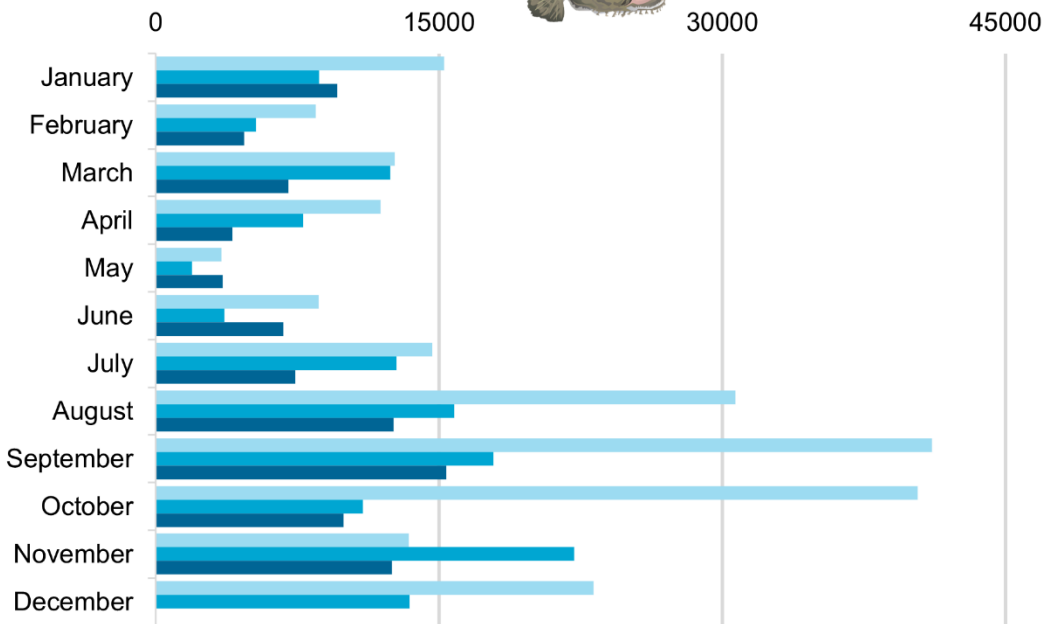 0 15000 30000 45000
January
February
March
April
May
June
July
August
September
October
November
December